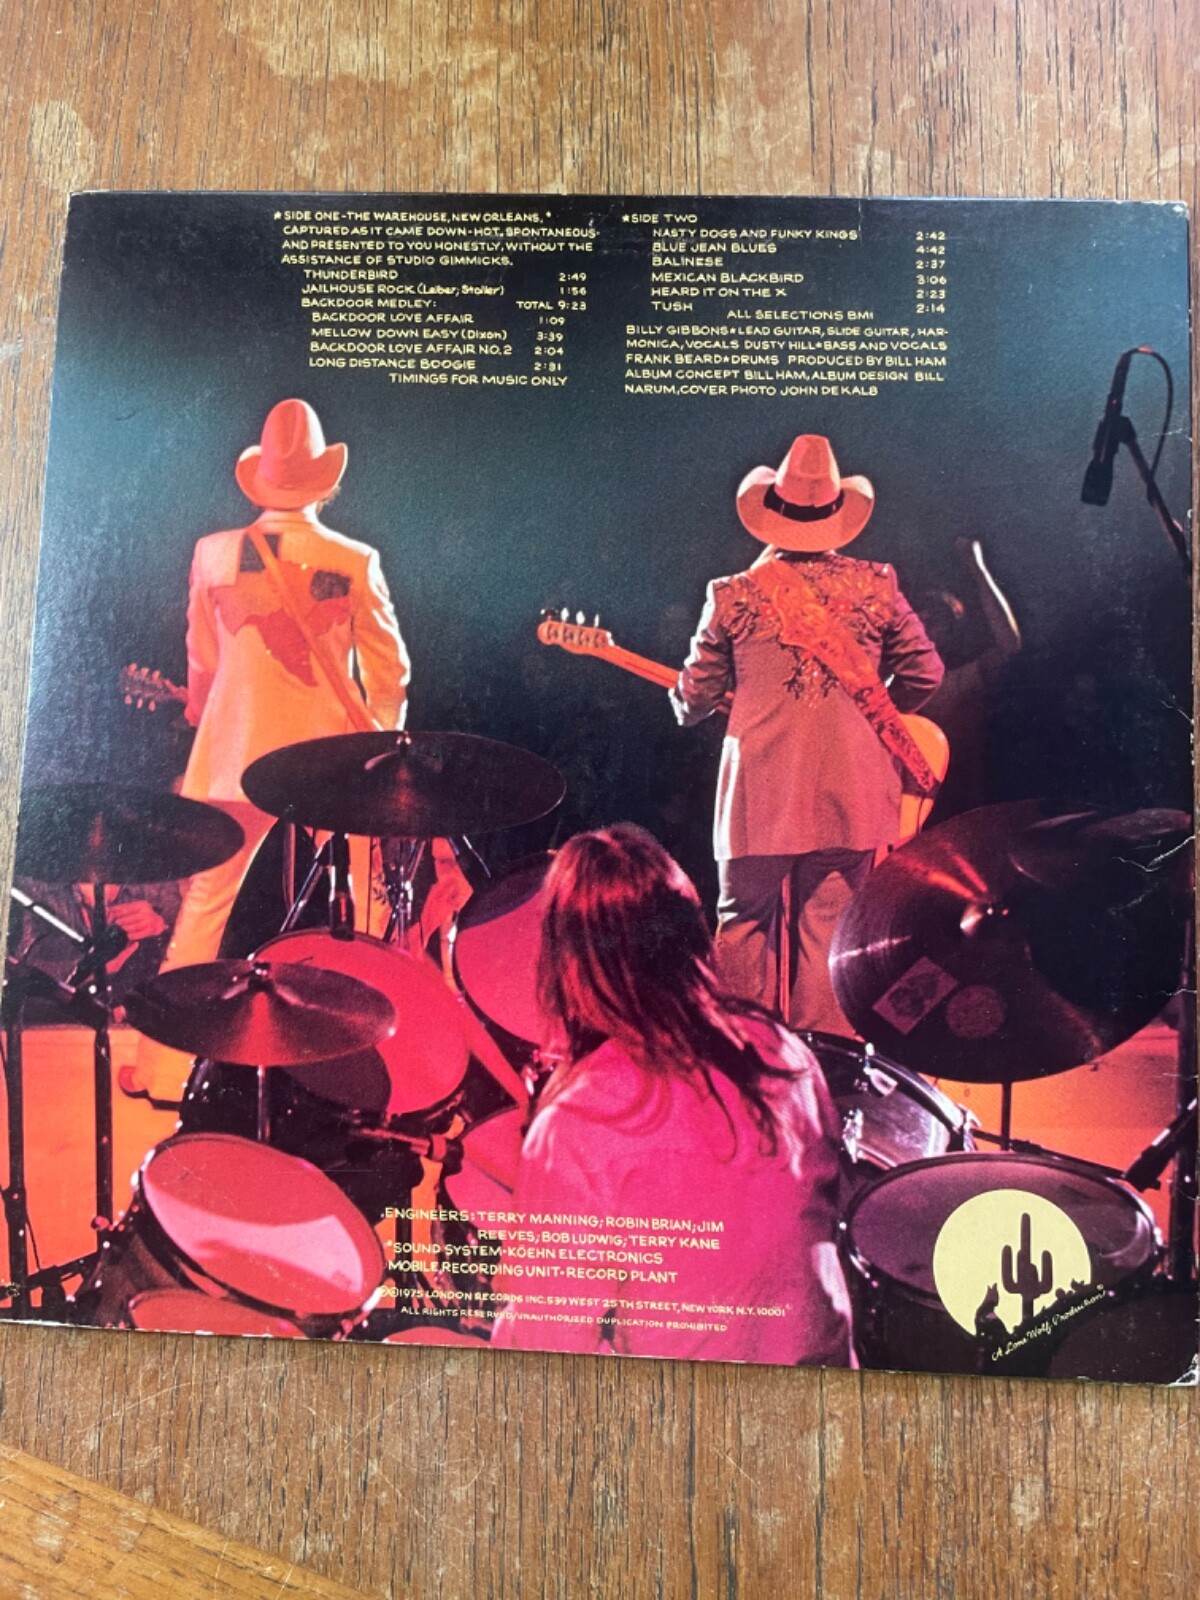 *SIDE ONE-THE WAREHOUSE, NEW ORLEANS.*
CAPTURED AS IT CAME DOWN-HOT, SPONTANEOUS-
AND PRESENTED TO YOU HONESTLY, WITHOUT THE
ASSISTANCE OF STUDIO GIMMICKS.
THUNDERBIRD 2:49
JAILHOUSE ROCK (Leiber, Stoller) 1:56
BACKDOOR MEDLEY: TOTAL 9:23
BACKDOOR LOVE AFFAIR 1:09
MELLOW DOWN EASY (Dixon) 3:39
BACKDOOR LOVE AFFAIR NO. 2 2:04
LONG DISTANCE BOOGIE 2:31
TIMINGS FOR MUSIC ONLY
*SIDE TWO
NASTY DOGS AND FUNKY KINGS 2:42
BLUE JEAN BLUES 4:42
BALINESE 2:37
MEXICAN BLACKBIRD 3:06
HEARD IT ON THE X 2:23
TUSH 2:14
ALL SELECTIONS BMI
BILLY GIBBONS*LEAD GUITAR, SLIDE GUITAR, HAR-
MONICA, VOCALS DUSTY HILL*BASS AND VOCALS
FRANK BEARD*DRUMS PRODUCED BY BILL HAM
ALBUM CONCEPT BILL HAM, ALBUM DESIGN BILL
NARUM, COVER PHOTO JOHN DEKALB
ENGINEERS: TERRY MANNING; ROBIN BRIAN; JIM
REEVES; BOB LUDWIG; TERRY KANE
*SOUND SYSTEM-KÖEHN ELECTRONICS
MOBILE RECORDING UNIT-RECORD PLANT
℗©1975 LONDON RECORDS INC. 539 WEST 25TH STREET, NEW YORK N.Y. 10001
ALL RIGHTS RESERVED/UNAUTHORIZED DUPLICATION PROHIBITED
A Lone Wolf Production